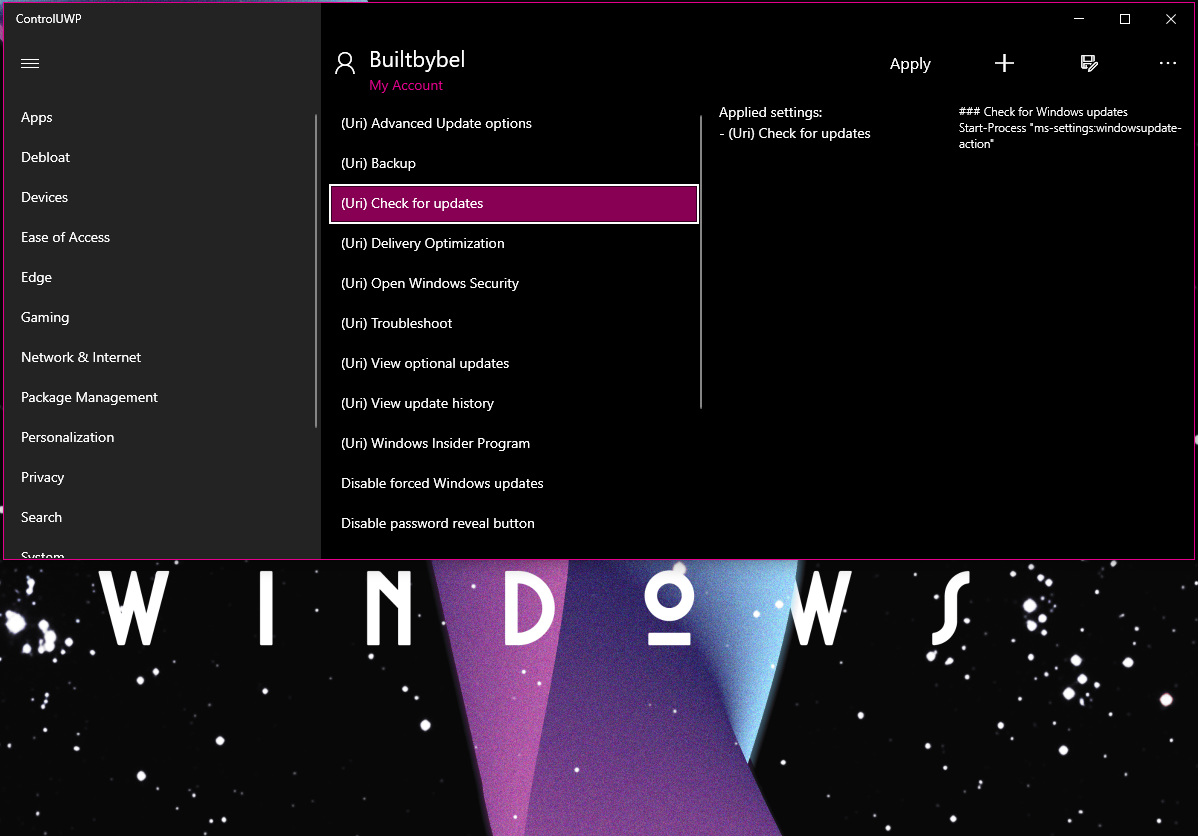 ControlUWP
Builtbybel
My Account
Apply
Apps
Debloat
Devices
Ease of Access
Edge
Gaming
Network & Internet
Package Management
Personalization
Privacy
Search
System
(Uri) Advanced Update options
(Uri) Backup
(Uri) Check for updates
(Uri) Delivery Optimization
(Uri) Open Windows Security
(Uri) Troubleshoot
(Uri) View optional updates
(Uri) View update history
(Uri) Windows Insider Program
Disable forced Windows updates
Disable password reveal button
Applied settings:
- (Uri) Check for updates
### Check for Windows updates
Start-Process "ms-settings:windowsupdate-
action"
WINDOWS